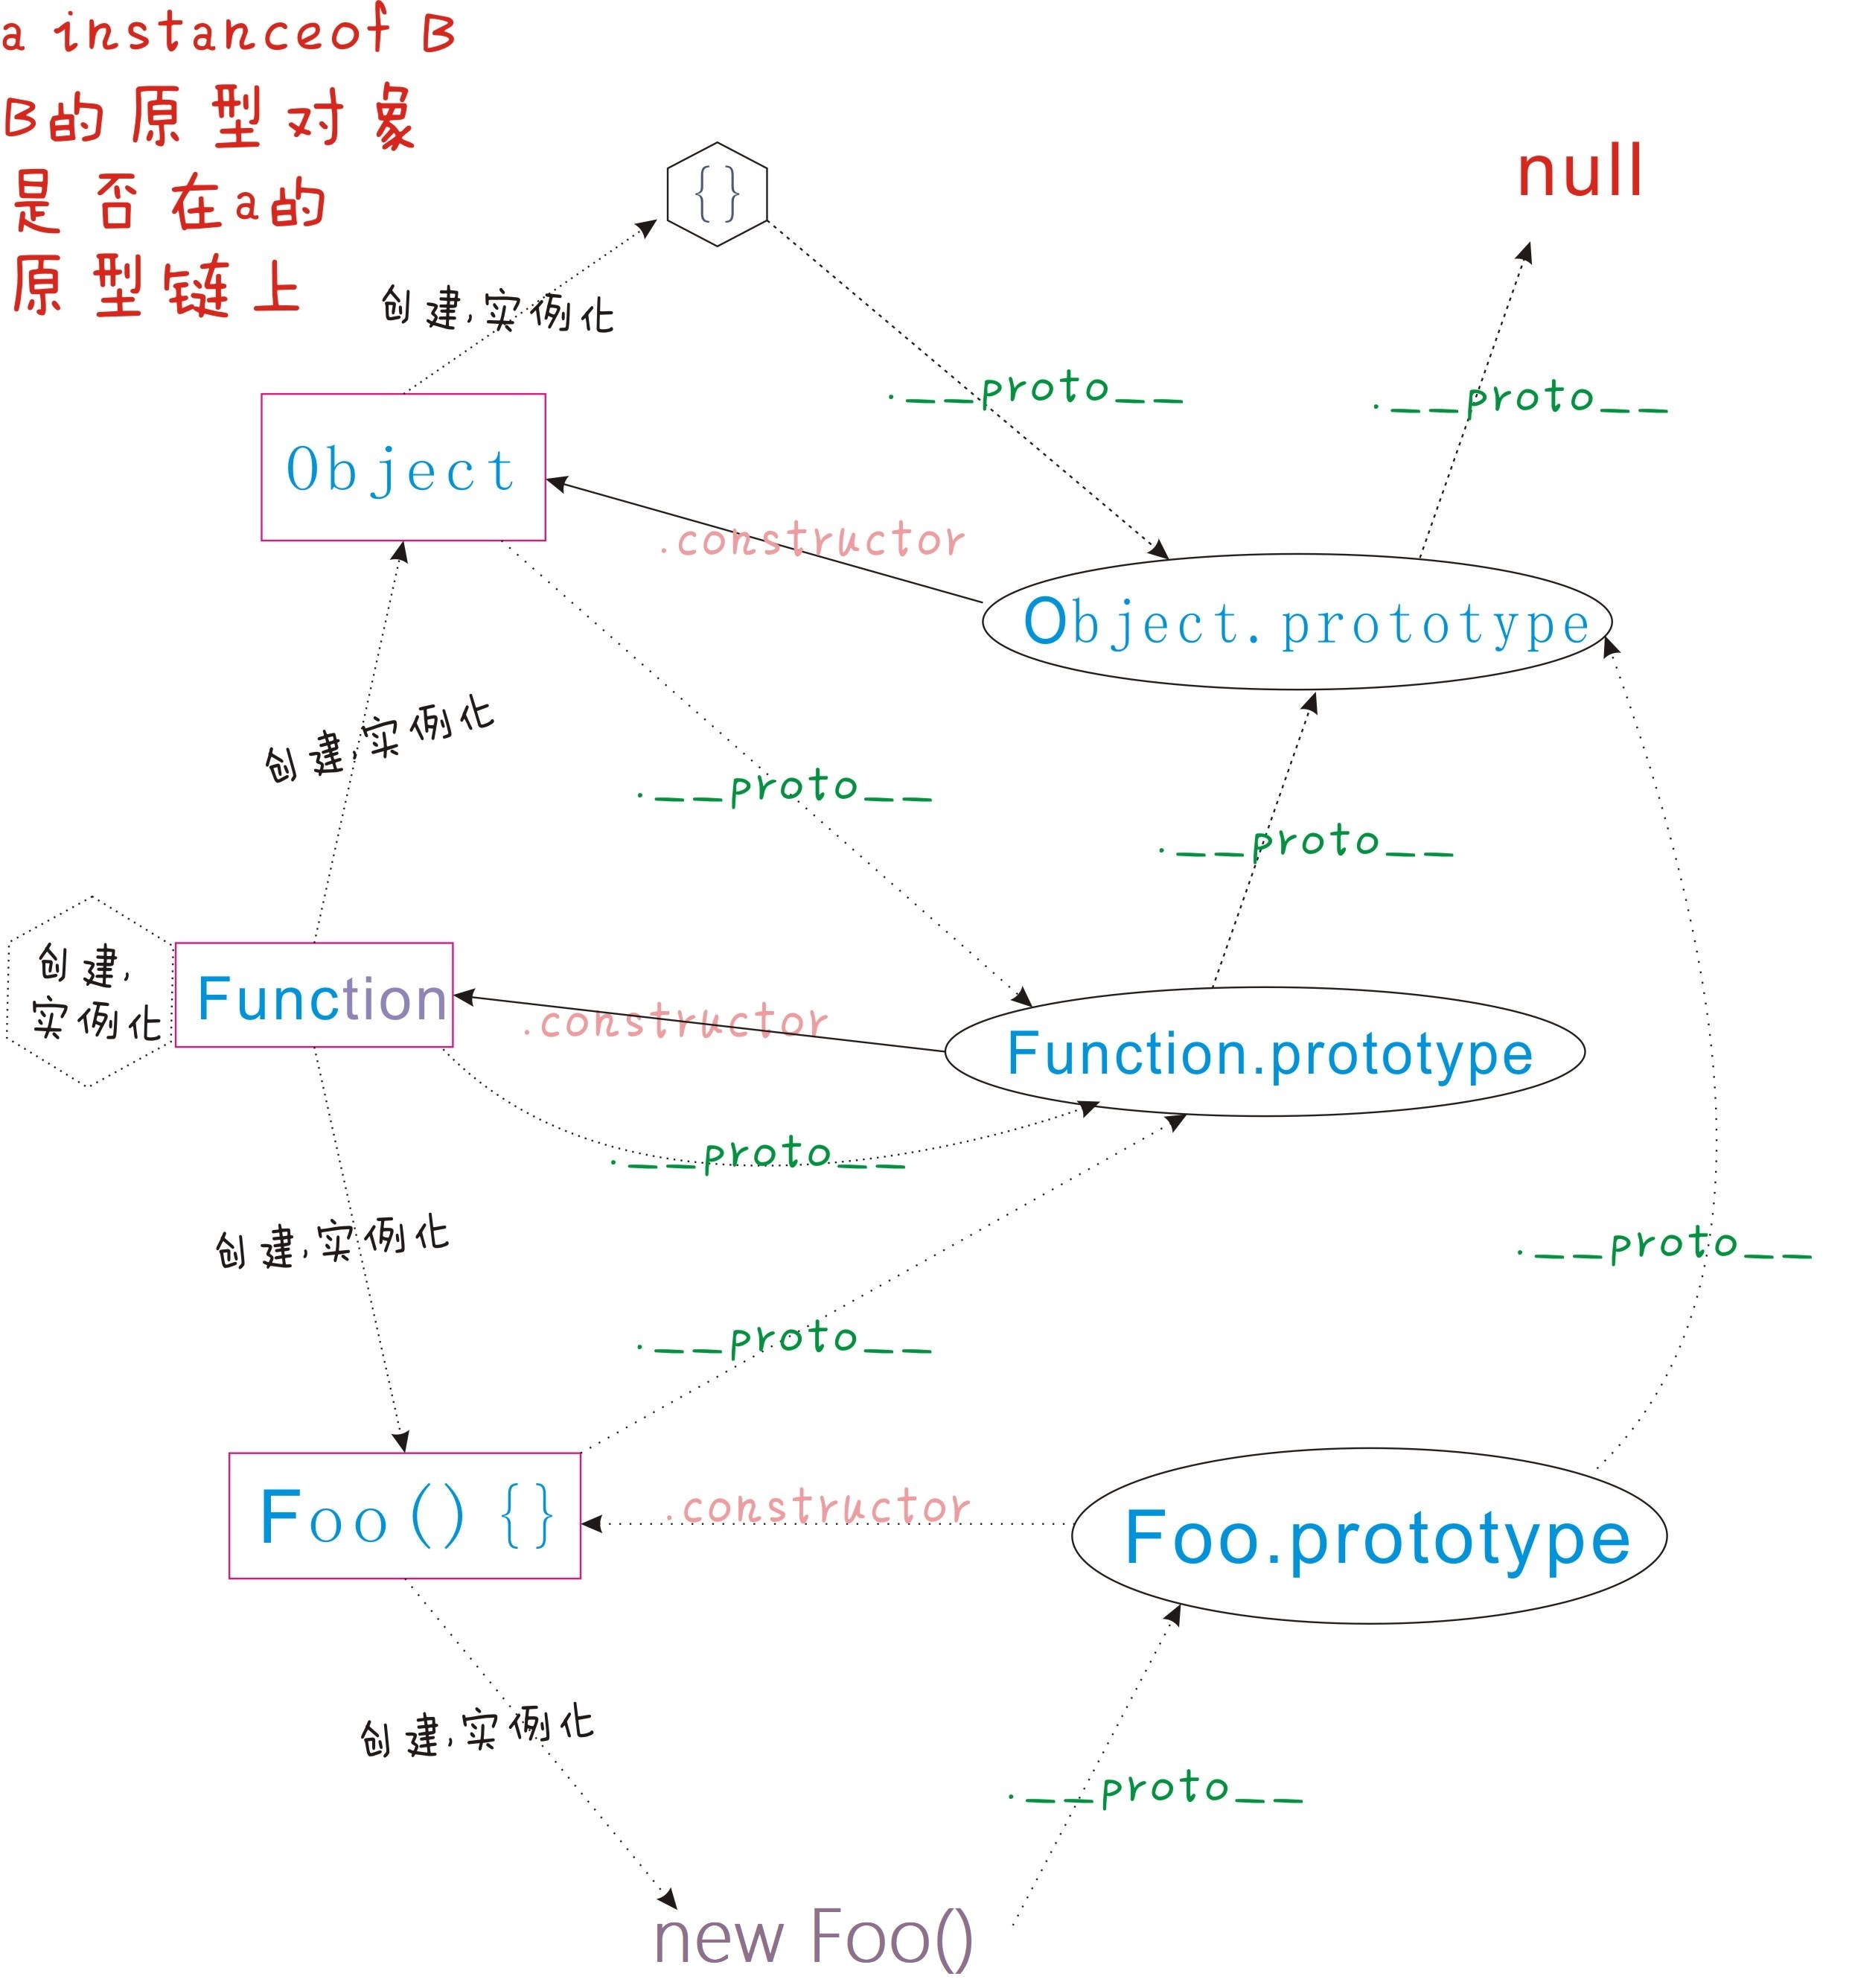 a instanceof B
B的原型对象
是否在a的
原型链上
{}
null
创建,实例化
.__proto__
.__proto__
Object
.constructor
Object.prototype
创建,实例化
.__proto__
.__proto__
创建,
实例化
Function
.constructor
Function.prototype
.__proto__
创建,实例化
.__proto__
.__proto__
Foo(){}
.constructor
Foo.prototype
创建,实例化
.__proto__
new Foo()